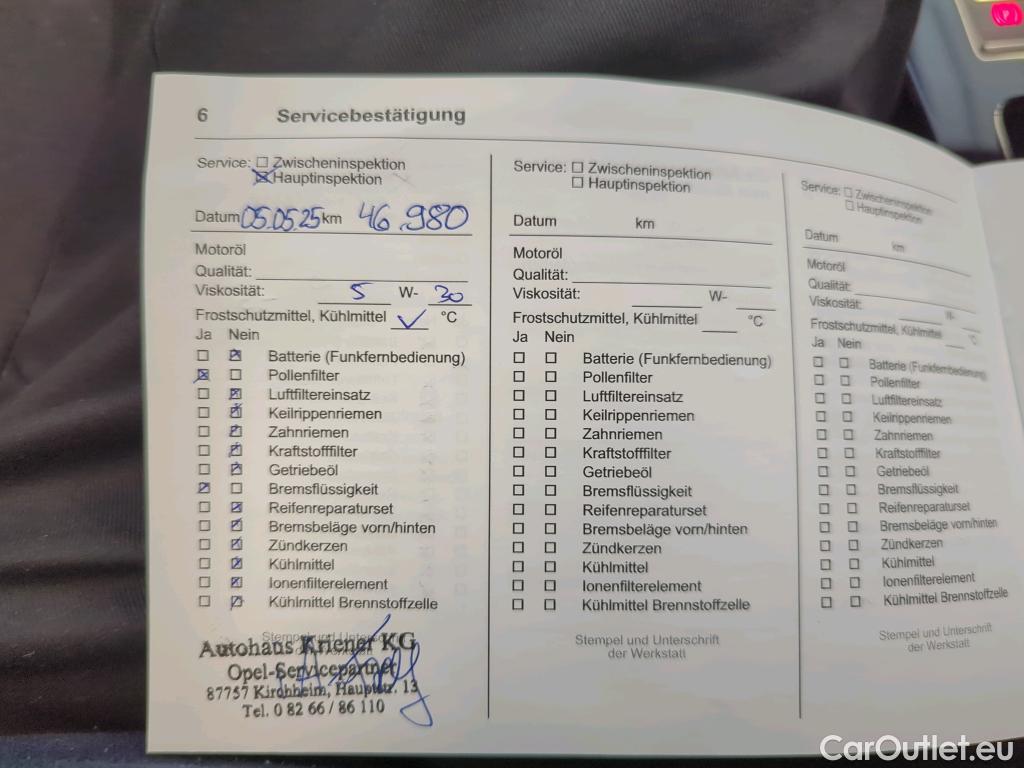 6 Servicebestätigung
Service: Zwischeninspektion
Hauptinspektion
Datum 05.05.25 km 46.980
Motoröl
Qualität:
Viskosität: 5 W- 30
Frostschutzmittel, Kühlmittel °C
Ja Nein
Batterie (Funkfernbedienung)
Pollenfilter
Luftfiltereinsatz
Keilrippenriemen
Zahnriemen
Kraftstofffilter
Getriebeöl
Bremsflüssigkeit
Reifenreparaturset
Bremsbeläge vorn/hinten
Zündkerzen
Kühlmittel
Ionenfilterelement
Kühlmittel Brennstoffzelle
Stempel und
Autohaus Kriener KG
Opel-Servicepartner
87757 Kirchheim, Hauptstr. 13
Tel. 0 82 66 / 86 110
Service: Zwischeninspektion
Hauptinspektion
Datum km
Motoröl
Qualität:
Viskosität: W-
Frostschutzmittel, Kühlmittel °C
Ja Nein
Batterie (Funkfernbedienung)
Pollenfilter
Luftfiltereinsatz
Keilrippenriemen
Zahnriemen
Kraftstofffilter
Getriebeöl
Bremsflüssigkeit
Reifenreparaturset
Bremsbeläge vorn/hinten
Zündkerzen
Kühlmittel
Ionenfilterelement
Kühlmittel Brennstoffzelle
Stempel und Unterschrift
der Werkstatt
Service: Zwischeninspektion
Hauptinspektion
Datum km
Motoröl
Qualität:
Viskosität: W-
Frostschutzmittel, Kühlmittel °C
Ja Nein
Batterie (Funkfernbedienung)
Pollenfilter
Luftfiltereinsatz
Keilrippenriemen
Zahnriemen
Kraftstofffilter
Getriebeöl
Bremsflüssigkeit
Reifenreparaturset
Bremsbeläge vorn/hinten
Zündkerzen
Kühlmittel
Ionenfilterelement
Kühlmittel Brennstoffzelle
Stempel und Unterschrift
der Werkstatt
CarOutlet.eu